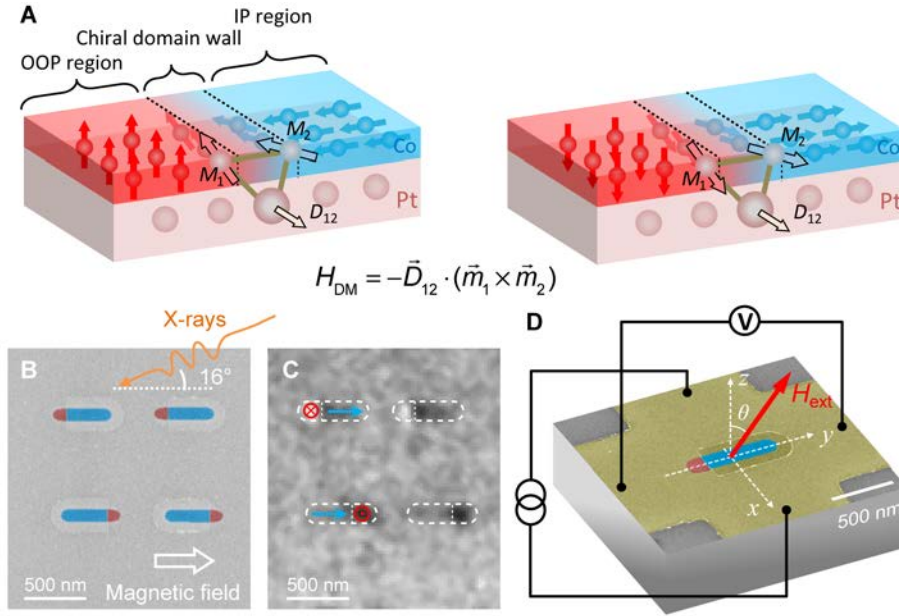 A
IP region
Chiral domain wall
OOP region
M2
M1
Co
Pt
D12
M2
M1
Co
Pt
D12
HDM = −D⃗12 · (m⃗1 × m⃗2)
X-rays
B
16°
500 nm
Magnetic field
C
500 nm
D
V
z
Hext
θ
y
x
500 nm